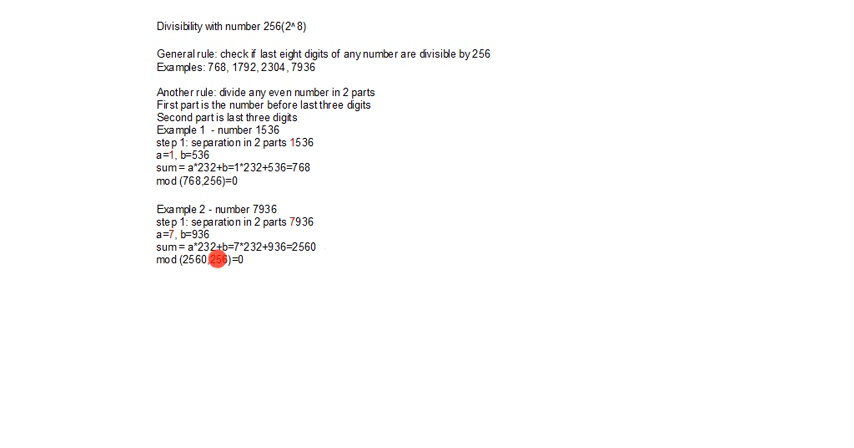 Divisibility with number 256(2^8)
General rule: check if last eight digits of any number are divisible by 256
Examples: 768, 1792, 2304, 7936
Another rule: divide any even number in 2 parts
First part is the number before last three digits
Second part is last three digits
Example 1 - number 1536
step 1: separation in 2 parts 1536
a=1, b=536
sum = a*232+b=1*232+536=768
mod (768,256)=0
Example 2 - number 7936
step 1: separation in 2 parts 7936
a=7, b=936
sum = a*232+b=7*232+936=2560
mod (2560,256)=0